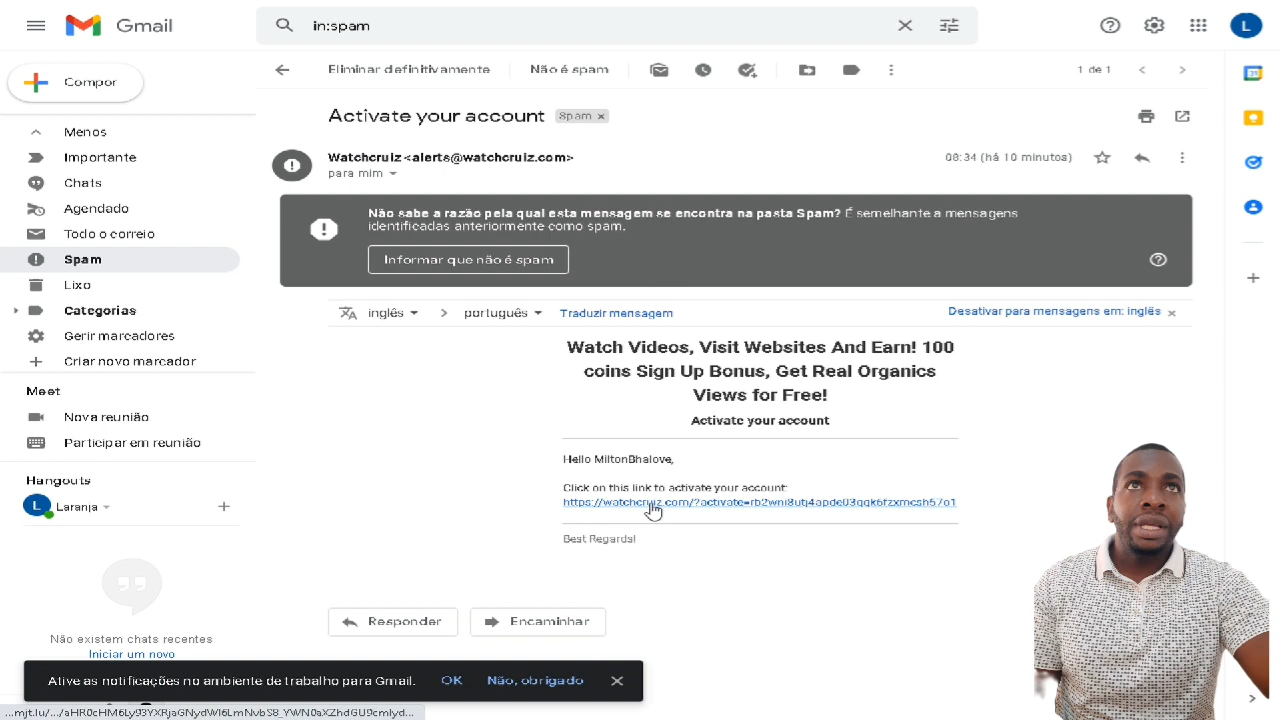 Gmail
in:spam
L
Compor
Eliminar definitivamente
Não é spam
1 de 1
Menos
Importante
Chats
Agendado
Todo o correio
Spam
Lixo
Categorias
Gerir marcadores
Criar novo marcador
Meet
Nova reunião
Participar em reunião
Hangouts
L
Laranja
Não existem chats recentes
Iniciar um novo
Activate your account
Spam x
Watchcruiz <alerts@watchcruiz.com>
08:34 (há 10 minutos)
para mim
Não sabe a razão pela qual esta mensagem se encontra na pasta Spam? É semelhante a mensagens
identificadas anteriormente como spam.
Informar que não é spam
inglês > português Traduzir mensagem
Desativar para mensagens em: inglês x
Watch Videos, Visit Websites And Earn! 100
coins Sign Up Bonus, Get Real Organics
Views for Free!
Activate your account
Hello MiltonBhalove,
Click on this link to activate your account:
Best Regards!
Responder
Encaminhar
Ative as notificações no ambiente de trabalho para Gmail.
OK
Não, obrigado